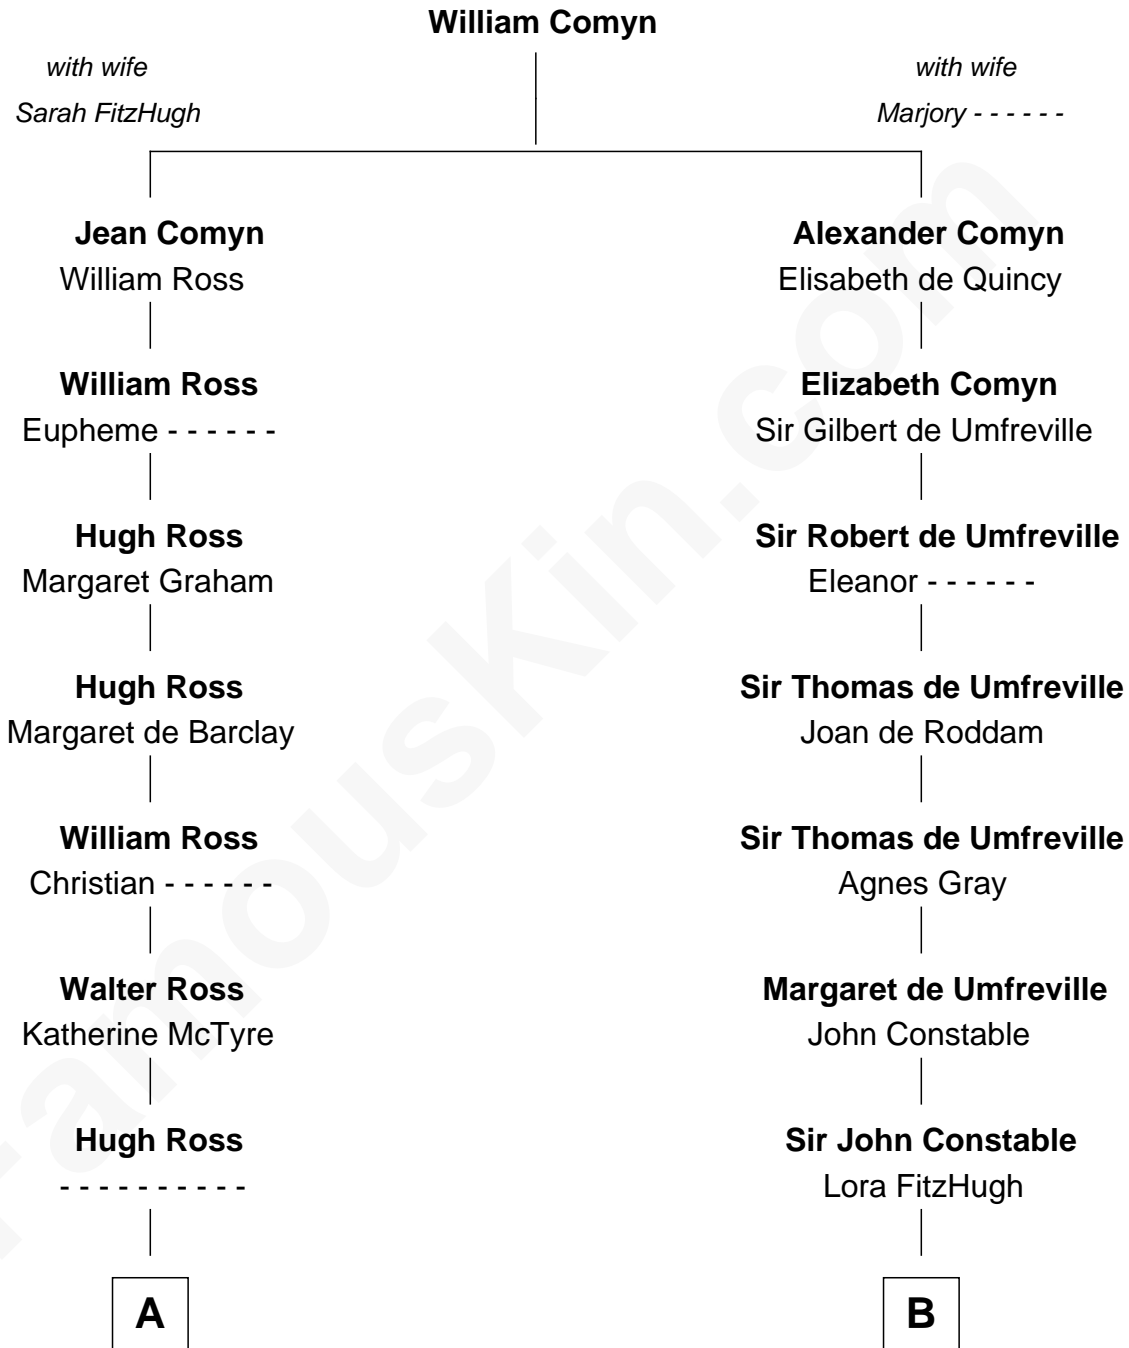 William Comyn
with wife
Sarah FitzHugh
with wife
Marjory - - - - - -
Jean Comyn
William Ross
Alexander Comyn
Elisabeth de Quincy
William Ross
Eupheme - - - - - -
Elizabeth Comyn
Sir Gilbert de Umfreville
Hugh Ross
Margaret Graham
Sir Robert de Umfreville
Eleanor - - - - - -
Hugh Ross
Margaret de Barclay
Sir Thomas de Umfreville
Joan de Roddam
William Ross
Christian - - - - - -
Sir Thomas de Umfreville
Agnes Gray
Walter Ross
Katherine McTyre
Margaret de Umfreville
John Constable
Hugh Ross
- - - - - - - - - -
Sir John Constable
Lora FitzHugh
A
B
FamousKin.com